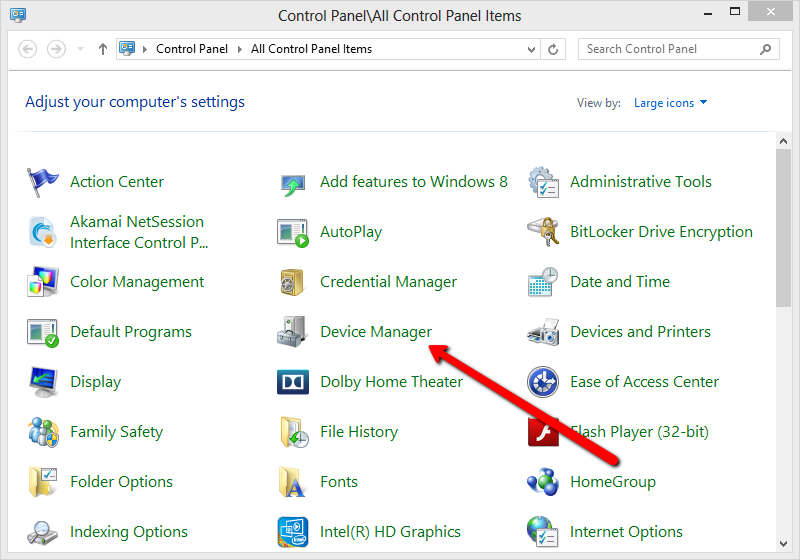 Control Panel\All Control Panel Items
Control Panel
All Control Panel Items
Search Control Panel
Adjust your computer's settings
View by:
Large icons
Action Center
Add features to Windows 8
Administrative Tools
Akamai NetSession
Interface Control P...
AutoPlay
BitLocker Drive Encryption
Color Management
Credential Manager
Date and Time
Default Programs
Device Manager
Devices and Printers
Display
Dolby Home Theater
Ease of Access Center
Family Safety
File History
Flash Player (32-bit)
Folder Options
Fonts
HomeGroup
Indexing Options
Intel(R) HD Graphics
Internet Options